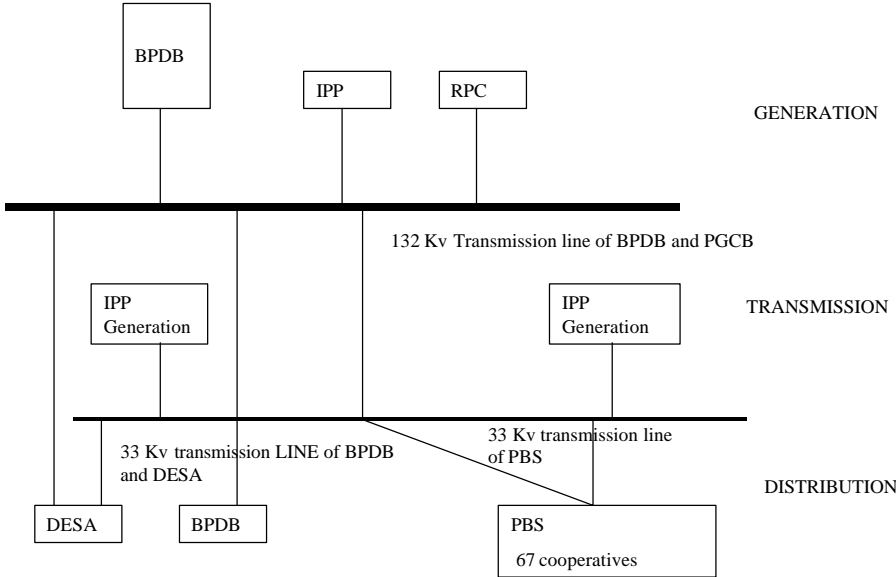 BPDB
IPP
RPC
GENERATION
132 Kv Transmission line of BPDB and PGCB
IPP
Generation
IPP
Generation
TRANSMISSION
33 Kv transmission LINE of BPDB
and DESA
33 Kv transmission line
of PBS
DISTRIBUTION
DESA
BPDB
PBS
67 cooperatives